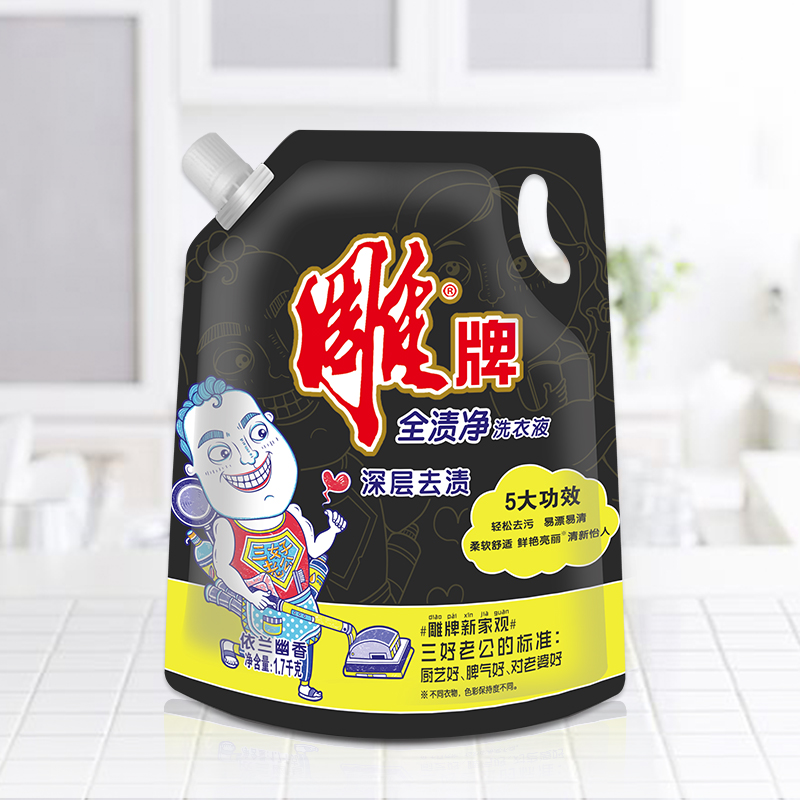 雕牌®
全渍净 洗衣液
深层去渍
5大功效
轻松去污 易漂易清
柔软舒适 鲜艳亮丽※ 清新怡人
三好老公
依兰幽香
净含量:1.7千克
diāo pái xīn jiā guān
#雕牌新家观#
三好老公的标准:
厨艺好、脾气好、对老婆好
※不同衣物,色彩保持度不同。